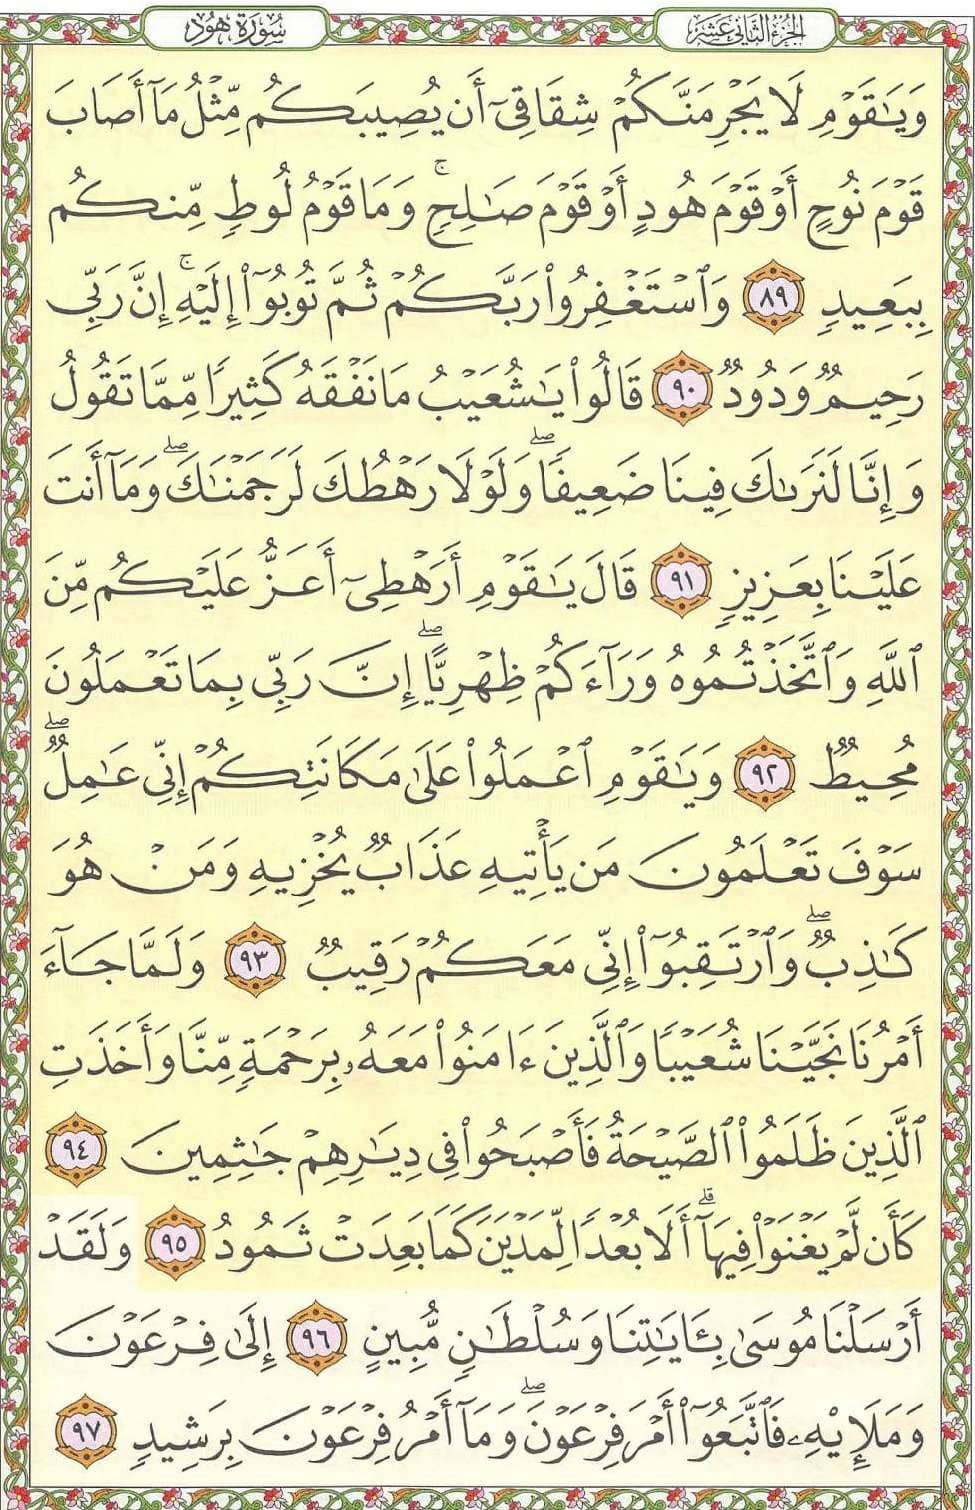 الجزء الثاني عشر
سورة هود
وَيَٰقَوْمِ لَا يَجْرِمَنَّكُمْ شِقَاقِىٓ أَن يُصِيبَكُم مِّثْلُ مَآ أَصَابَ
قَوْمَ نُوحٍ أَوْ قَوْمَ هُودٍ أَوْ قَوْمَ صَٰلِحٍ ۚ وَمَا قَوْمُ لُوطٍ مِّنكُم
بِبَعِيدٍ ٨٩ وَٱسْتَغْفِرُوا۟ رَبَّكُمْ ثُمَّ تُوبُوٓا۟ إِلَيْهِ ۚ إِنَّ رَبِّى
رَحِيمٌ وَدُودٌ ٩٠ قَالُوا۟ يَٰشُعَيْبُ مَا نَفْقَهُ كَثِيرًا مِّمَّا تَقُولُ
وَإِنَّا لَنَرَىٰكَ فِينَا ضَعِيفًا ۖ وَلَوْلَا رَهْطُكَ لَرَجَمْنَٰكَ ۖ وَمَآ أَنتَ
عَلَيْنَا بِعَزِيزٍ ٩١ قَالَ يَٰقَوْمِ أَرَهْطِىٓ أَعَزُّ عَلَيْكُم مِّنَ
ٱللَّهِ وَٱتَّخَذْتُمُوهُ وَرَآءَكُمْ ظِهْرِيًّا ۖ إِنَّ رَبِّى بِمَا تَعْمَلُونَ
مُحِيطٌ ٩٢ وَيَٰقَوْمِ ٱعْمَلُوا۟ عَلَىٰ مَكَانَتِكُمْ إِنِّى عَٰمِلٌ ۖ
سَوْفَ تَعْلَمُونَ مَن يَأْتِيهِ عَذَابٌ يُخْزِيهِ وَمَنْ هُوَ
كَٰذِبٌ ۖ وَٱرْتَقِبُوٓا۟ إِنِّى مَعَكُمْ رَقِيبٌ ٩٣ وَلَمَّا جَآءَ
أَمْرُنَا نَجَّيْنَا شُعَيْبًا وَٱلَّذِينَ ءَامَنُوا۟ مَعَهُۥ بِرَحْمَةٍ مِّنَّا وَأَخَذَتِ
ٱلَّذِينَ ظَلَمُوا۟ ٱلصَّيْحَةُ فَأَصْبَحُوا۟ فِى دِيَٰرِهِمْ جَٰثِمِينَ ٩٤
كَأَن لَّمْ يَغْنَوْا۟ فِيهَآ ۗ أَلَا بُعْدًا لِّمَدْيَنَ كَمَا بَعِدَتْ ثَمُودُ ٩٥ وَلَقَدْ
أَرْسَلْنَا مُوسَىٰ بِـَٔايَٰتِنَا وَسُلْطَٰنٍ مُّبِينٍ ٩٦ إِلَىٰ فِرْعَوْنَ
وَمَلَإِي۟هِۦ فَٱتَّبَعُوٓا۟ أَمْرَ فِرْعَوْنَ ۖ وَمَآ أَمْرُ فِرْعَوْنَ بِرَشِيدٍ ٩٧